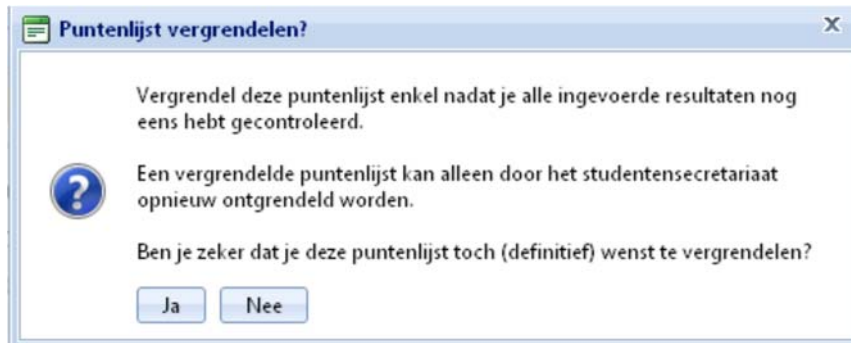 Puntenlijst vergrendelen?
Vergrendel deze puntenlijst enkel nadat je alle ingevoerde resultaten nog
eens hebt gecontroleerd.
Een vergrendelde puntenlijst kan alleen door het studentensecretariaat
opnieuw ontgrendeld worden.
Ben je zeker dat je deze puntenlijst toch (definitief) wenst te vergrendelen?
Ja Nee